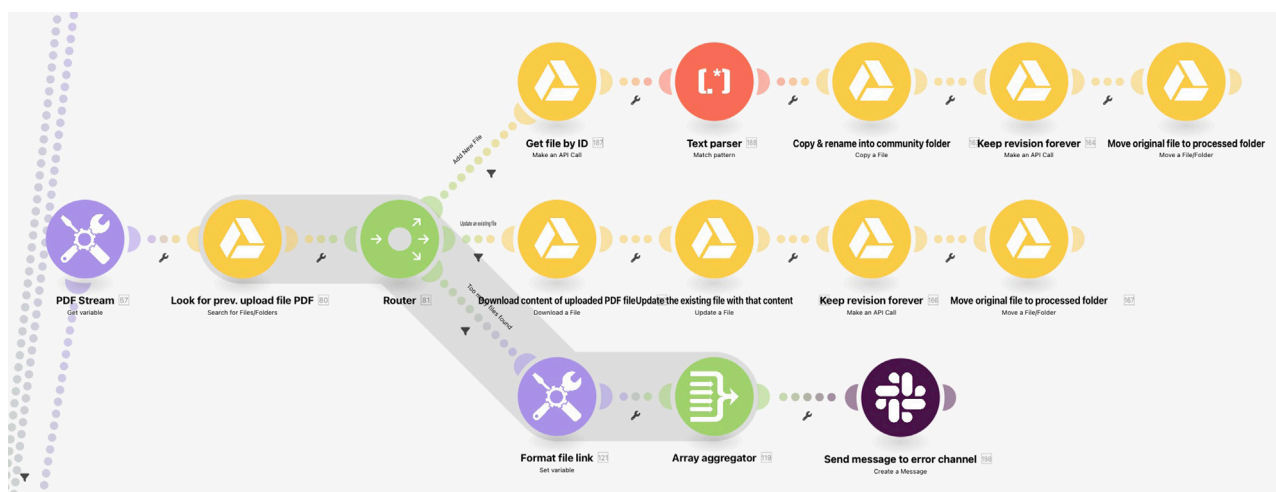 Add New File
Get file by ID 187
Make an API Call
Text parser 188
Match pattern
Copy & rename into community folder
Copy a File
Keep revision forever 164
Make an API Call
Move original file to processed folder
Move a File/Folder
PDF Stream 57
Get variable
Look for prev. upload file PDF 80
Search for Files/Folders
Router 81
Update an existing file
Download content of uploaded PDF file
Download a File
Update the existing file with that content
Update a File
Keep revision forever 166
Make an API Call
Move original file to processed folder 167
Move a File/Folder
Too many files found
Format file link 121
Set variable
Array aggregator 119
Send message to error channel 198
Create a Message